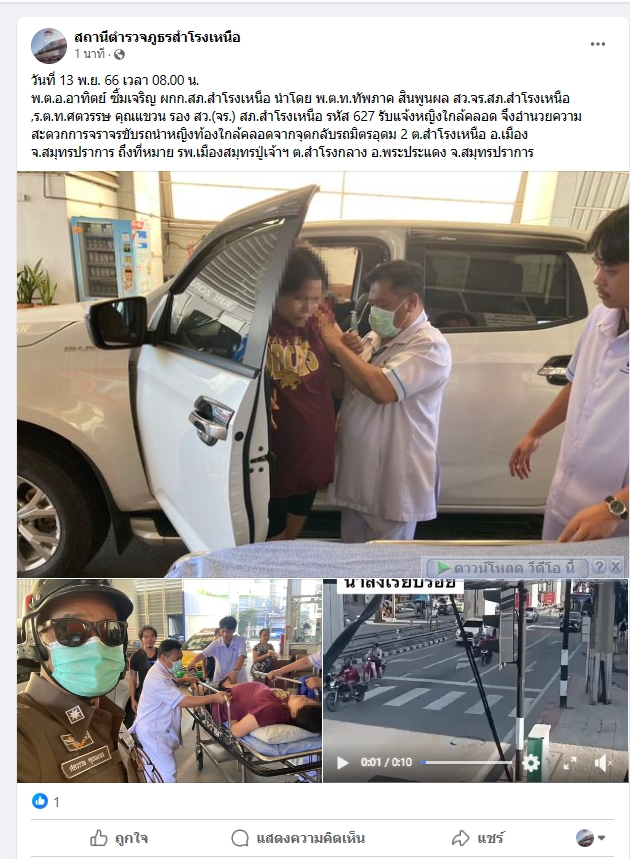 สถานีตำรวจภูธรสำโรงเหนือ
1 นาที ·
วันที่ 13 พ.ย. 66 เวลา 08.00 น.
พ.ต.อ.อาทิตย์ ซิ้มเจริญ ผกก.สภ.สำโรงเหนือ นำโดย พ.ต.ท.ทัพภาค สินพูนผล สว.จร.สภ.สำโรงเหนือ
,ร.ต.ท.ศตวรรษ คุณแขวน รอง สว.(จร.) สภ.สำโรงเหนือ รหัส 627 รับแจ้งหญิงใกล้คลอด จึงอำนวยความ
สะดวกการจราจรขับรถนำหญิงท้องใกล้คลอดจากจุดกลับรถมิตรอุดม 2 ต.สำโรงเหนือ อ.เมือง
จ.สมุทรปราการ ถึงที่หมาย รพ.เมืองสมุทรปู่เจ้าฯ ต.สำโรงกลาง อ.พระประแดง จ.สมุทรปราการ
ดาวน์โหลด วีดีโอ นี้ ? X
นำส่งเรียบร้อย
0:01 / 0:10
1
ถูกใจ
แสดงความคิดเห็น
แชร์